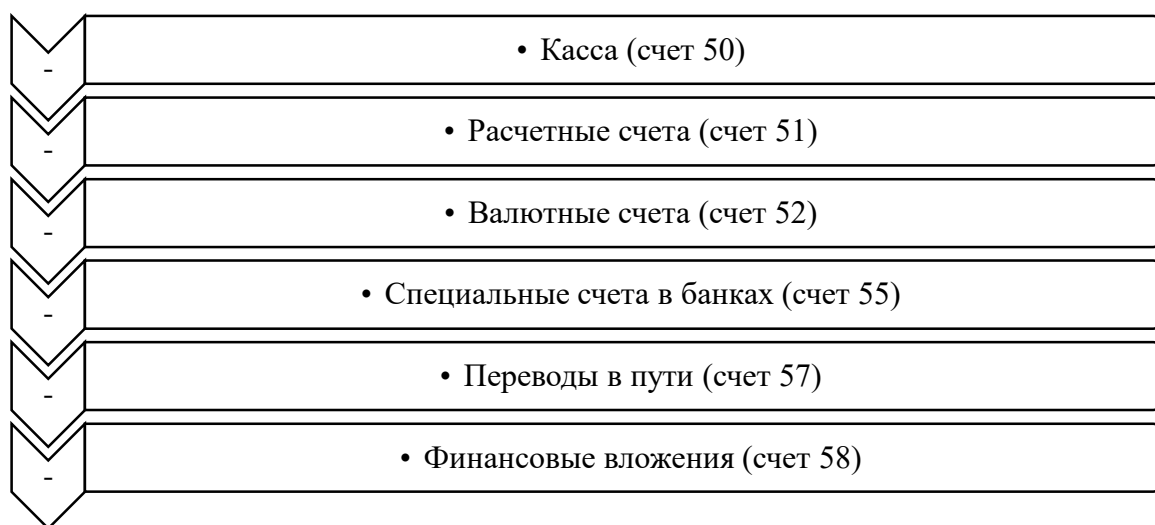 -
• Касса (счет 50)
-
• Расчетные счета (счет 51)
-
• Валютные счета (счет 52)
-
• Специальные счета в банках (счет 55)
-
• Переводы в пути (счет 57)
-
• Финансовые вложения (счет 58)